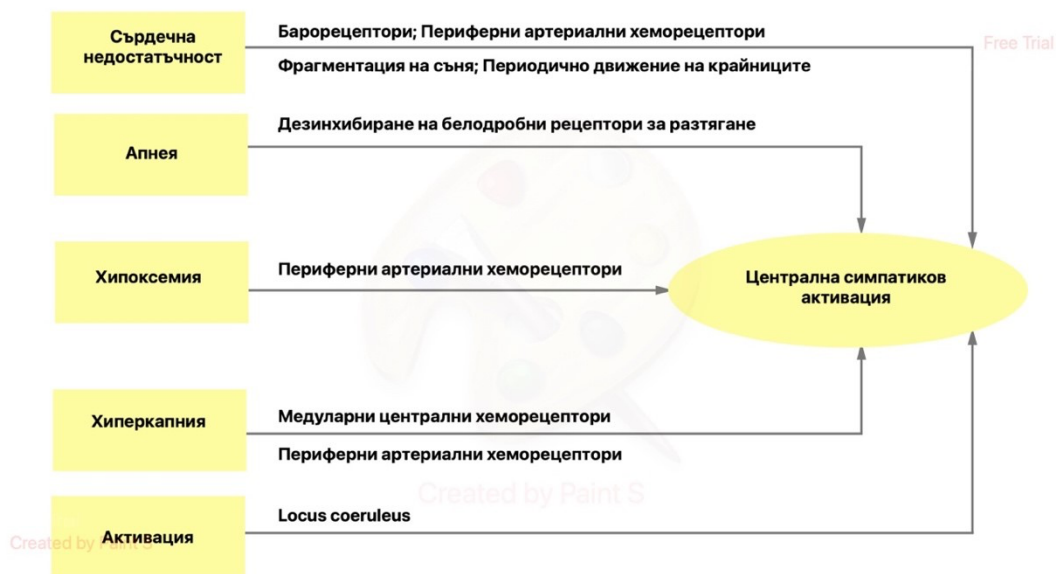 Сърдечна
недостатъчност
Барорецептори; Периферни артериални хеморецептори
Фрагментация на съня; Периодично движение на крайниците
Free Trial
Апнея
Дезинхибиране на белодробни рецептори за разтягане
Хипоксемия
Периферни артериални хеморецептори
Централна симпатиков
активация
Хиперкапния
Медуларни централни хеморецептори
Периферни артериални хеморецептори
Created by Paint S
Активация
Locus coeruleus
Created by Paint S